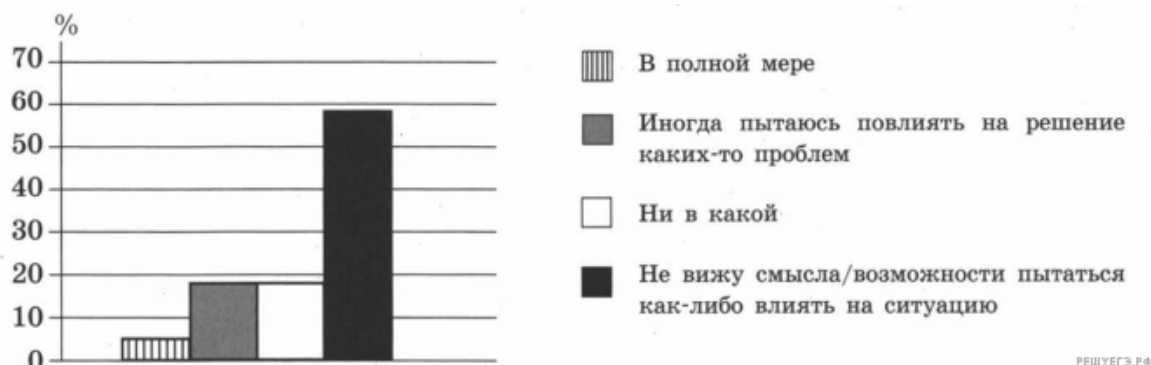 %
70
60
50
40
30
20
10
0
В полной мере
Иногда пытаюсь повлиять на решение
каких-то проблем
Ни в какой
Не вижу смысла/возможности пытаться
как-либо влиять на ситуацию
РЕШУЕГЭ.РФ